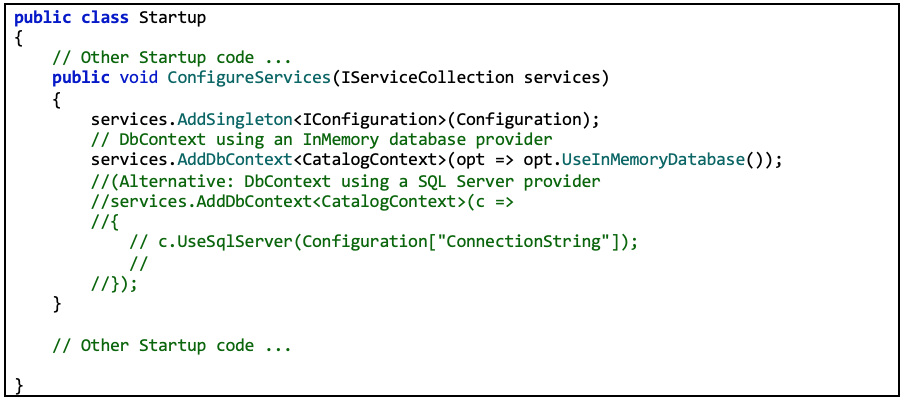 public class Startup
{
    // Other Startup code ...
    public void ConfigureServices(IServiceCollection services)
    {
        services.AddSingleton<IConfiguration>(Configuration);
        // DbContext using an InMemory database provider
        services.AddDbContext<CatalogContext>(opt => opt.UseInMemoryDatabase());
        //(Alternative: DbContext using a SQL Server provider
        //services.AddDbContext<CatalogContext>(c =>
        //{
            // c.UseSqlServer(Configuration["ConnectionString"]);
            //
        //});
    }

    // Other Startup code ...

}